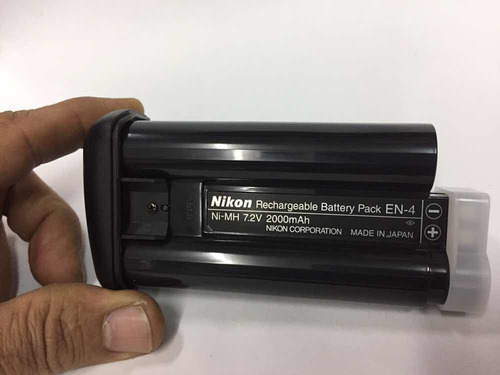 Nikon Rechargeable Battery Pack EN-4
Ni-MH 7.2V 2000mAh
NIKON CORPORATION MADE IN JAPAN